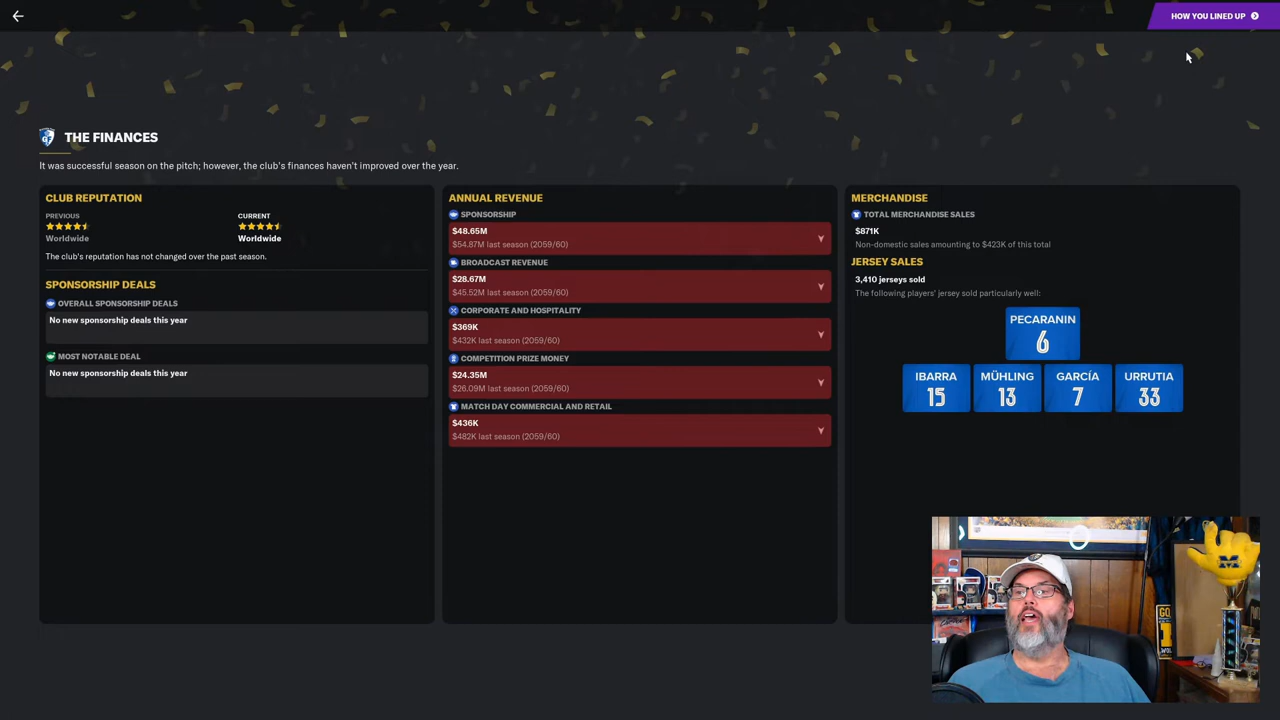 HOW YOU LINED UP
THE FINANCES
It was successful season on the pitch; however, the club's finances haven't improved over the year.
CLUB REPUTATION
PREVIOUS
Worldwide
CURRENT
Worldwide
The club's reputation has not changed over the past season.
SPONSORSHIP DEALS
OVERALL SPONSORSHIP DEALS
No new sponsorship deals this year
MOST NOTABLE DEAL
No new sponsorship deals this year
ANNUAL REVENUE
SPONSORSHIP
$48.65M
$54.87M last season (2059/60)
BROADCAST REVENUE
$28.67M
$45.52M last season (2059/60)
CORPORATE AND HOSPITALITY
$369K
$432K last season (2059/60)
COMPETITION PRIZE MONEY
$24.35M
$26.09M last season (2059/60)
MATCH DAY COMMERCIAL AND RETAIL
$436K
$482K last season (2059/60)
MERCHANDISE
TOTAL MERCHANDISE SALES
$871K
Non-domestic sales amounting to $423K of this total
JERSEY SALES
3,410 jerseys sold
The following players' jersey sold particularly well:
PECARANIN
6
IBARRA
15
MÜHLING
13
GARCÍA
7
URRUTIA
33
M